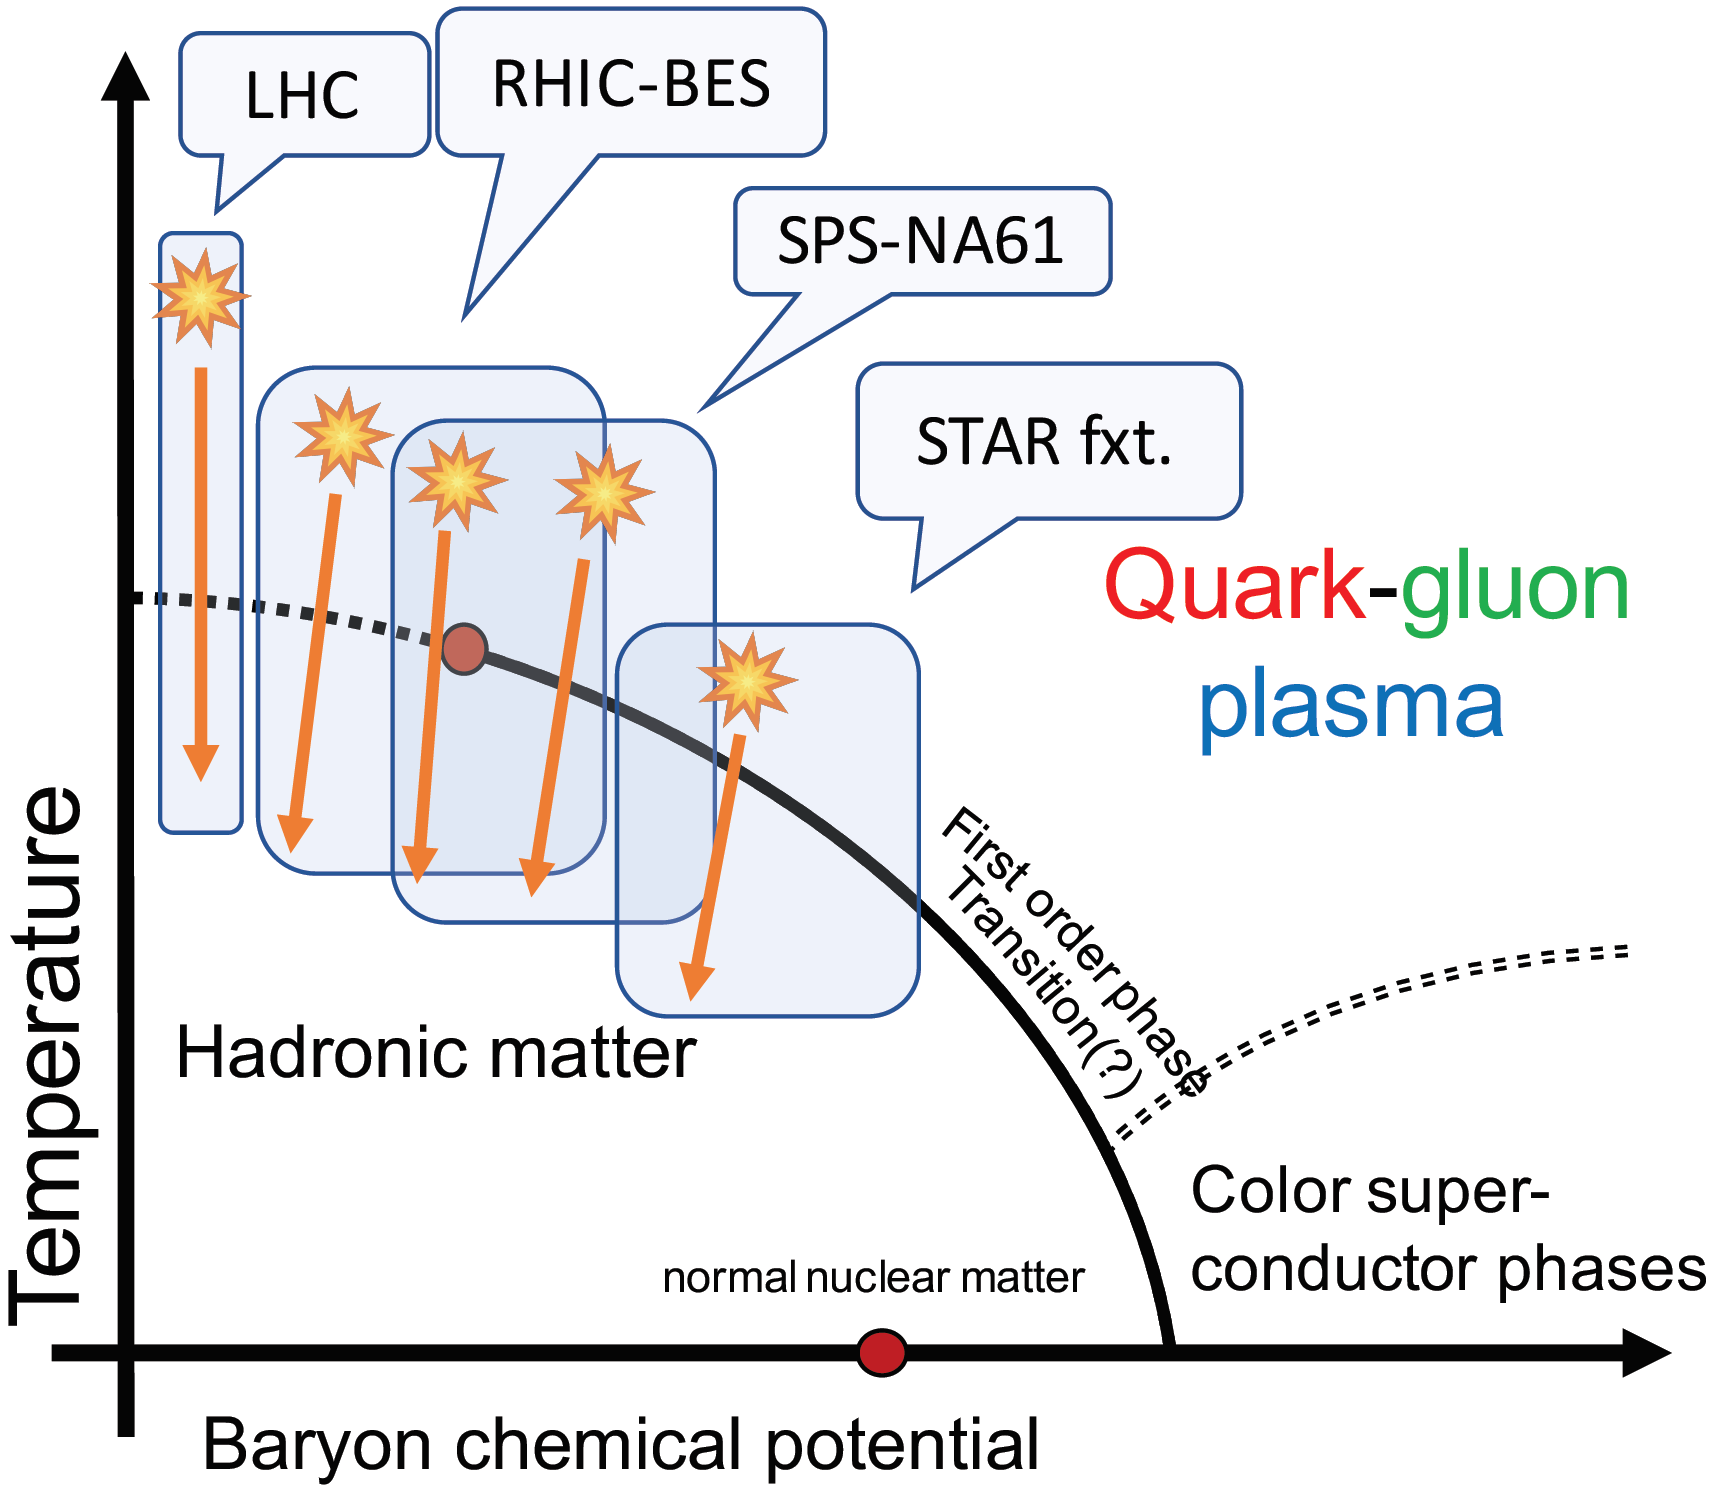 LHC
RHIC-BES
SPS-NA61
STAR fxt.
Quark-gluon
plasma
First order phase
Transition(?)
Hadronic matter
Color super-
conductor phases
normal nuclear matter
Temperature
Baryon chemical potential